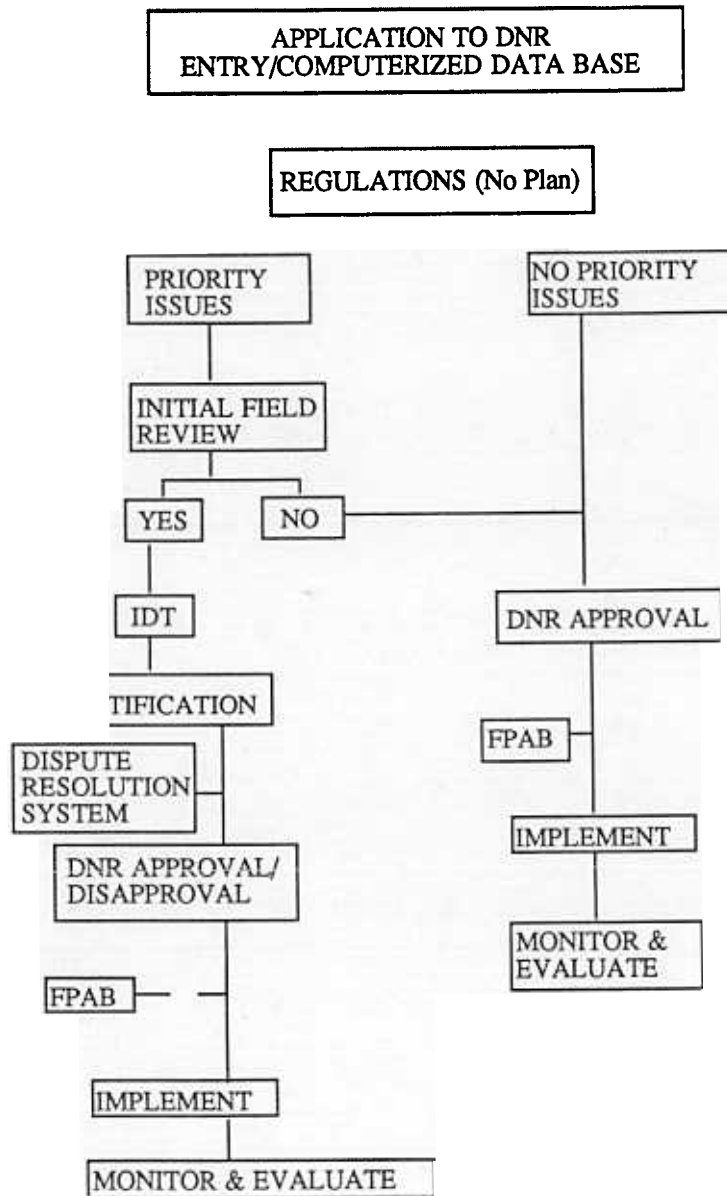 APPLICATION TO DNR
ENTRY/COMPUTERIZED DATA BASE
REGULATIONS (No Plan)
PRIORITY
ISSUES
NO PRIORITY
ISSUES
INITIAL FIELD
REVIEW
YES
NO
IDT
DNR APPROVAL
TIFICATION
FPAB
DISPUTE
RESOLUTION
SYSTEM
IMPLEMENT
DNR APPROVAL/
DISAPPROVAL
MONITOR &
EVALUATE
FPAB
IMPLEMENT
MONITOR & EVALUATE